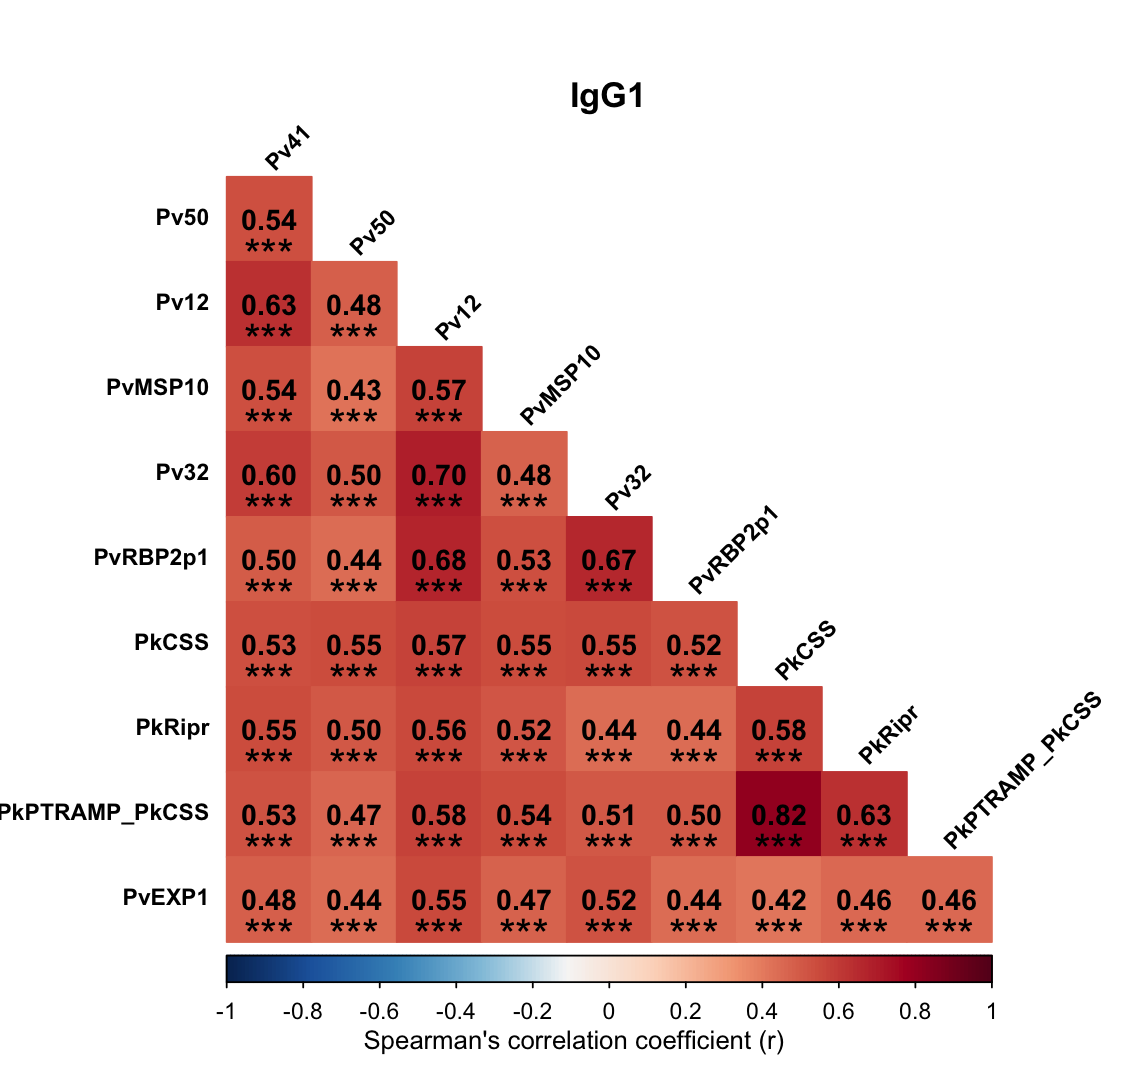 IgG1
Pv41
Pv50 0.54 Pv50
***
Pv12 0.63 0.48 Pv12
*** ***
PvMSP10 0.54 0.43 0.57 PvMSP10
*** *** ***
Pv32 0.60 0.50 0.70 0.48 Pv32
*** *** *** ***
PvRBP2p1 0.50 0.44 0.68 0.53 0.67 PvRBP2p1
*** *** *** *** ***
PkCSS 0.53 0.55 0.57 0.55 0.55 0.52 PkCSS
*** *** *** *** *** ***
PkRipr 0.55 0.50 0.56 0.52 0.44 0.44 0.58 PkRipr
*** *** *** *** *** *** ***
PkPTRAMP_PkCSS 0.53 0.47 0.58 0.54 0.51 0.50 0.82 0.63 PkPTRAMP_PkCSS
*** *** *** *** *** *** *** ***
PvEXP1 0.48 0.44 0.55 0.47 0.52 0.44 0.42 0.46 0.46
*** *** *** *** *** *** *** *** ***
-1 -0.8 -0.6 -0.4 -0.2 0 0.2 0.4 0.6 0.8 1
Spearman's correlation coefficient (r)